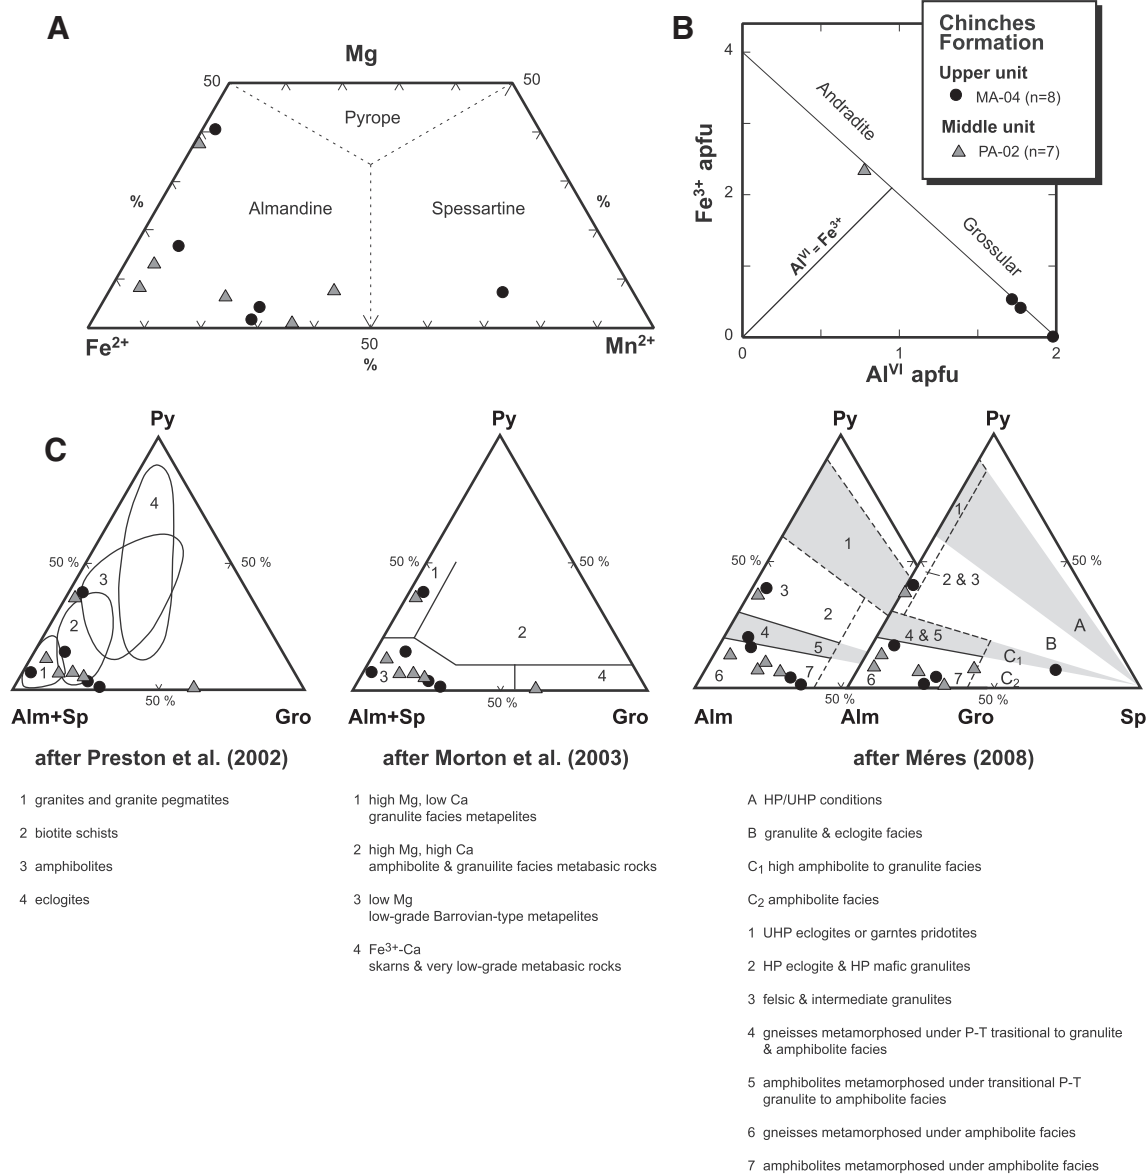 A
Mg
50
50
Pyrope
%
Almandine
Spessartine
%
Fe2+
50
Mn2+
%
B
4
2
0
Fe3+ apfu
Andradite
Grossular
AlVI = Fe3+
0
1
2
AlVI apfu
Chinches
Formation
Upper unit
MA-04 (n=8)
Middle unit
PA-02 (n=7)
C
Py
50 %
50 %
4
3
2
1
50 %
Alm+Sp
Gro
after Preston et al. (2002)
1 granites and granite pegmatites
2 biotite schists
3 amphibolites
4 eclogites
Py
50 %
50 %
1
2
3
4
50 %
Alm+Sp
Gro
after Morton et al. (2003)
1 high Mg, low Ca
granulite facies metapelites
2 high Mg, high Ca
amphibolite & granuilite facies metabasic rocks
3 low Mg
low-grade Barrovian-type metapelites
4 Fe3+-Ca
skarns & very low-grade metabasic rocks
Py
Py
50 %
50 %
1
1
2 & 3
3
2
4
5
4 & 5
A
B
C1
C2
6
7
6
7
50 %
50 %
Alm
Alm
Gro
Sp
after Méres (2008)
A HP/UHP conditions
B granulite & eclogite facies
C1 high amphibolite to granulite facies
C2 amphibolite facies
1 UHP eclogites or garntes pridotites
2 HP eclogite & HP mafic granulites
3 felsic & intermediate granulites
4 gneisses metamorphosed under P-T trasitional to granulite
& amphibolite facies
5 amphibolites metamorphosed under transitional P-T
granulite to amphibolite facies
6 gneisses metamorphosed under amphibolite facies
7 amphibolites metamorphosed under amphibolite facies